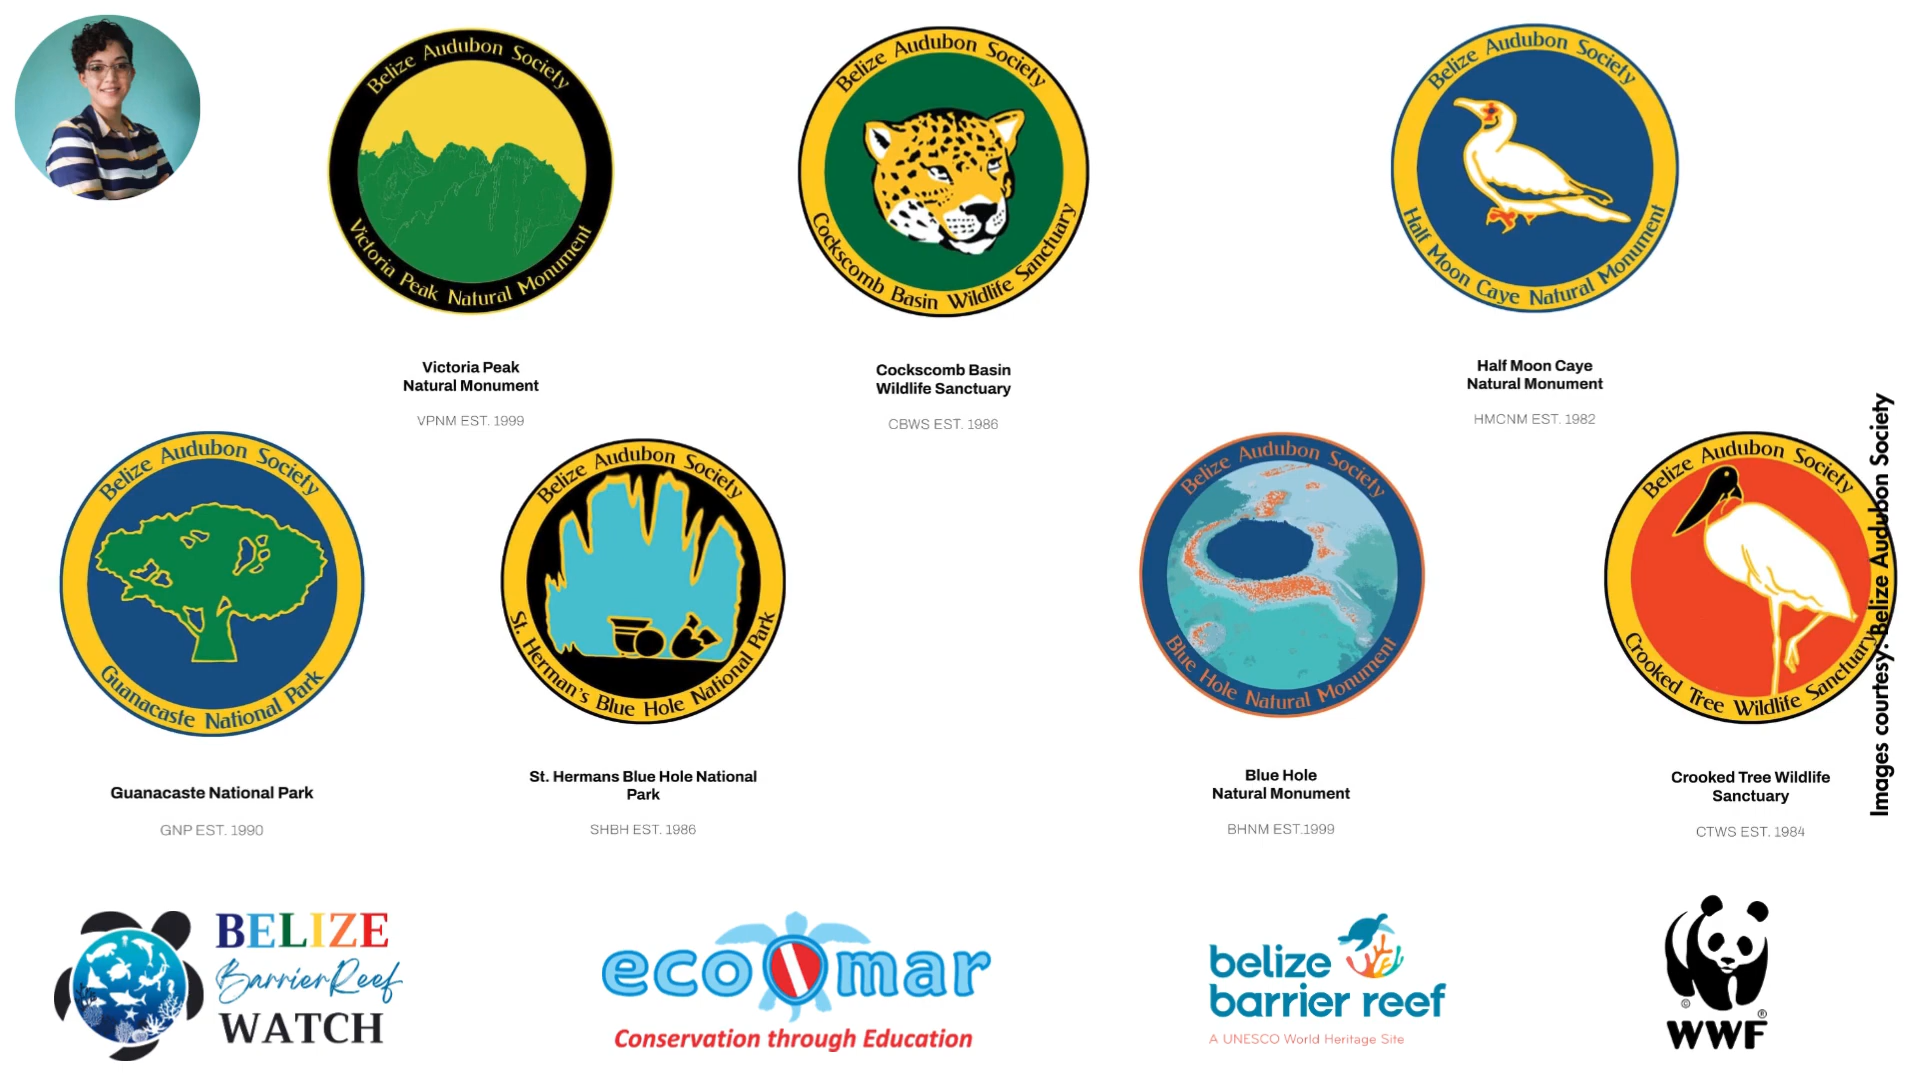 Belize Audubon Society
Victoria Peak Natural Monument
Belize Audubon Society
Cockscomb Basin Wildlife Sanctuary
Belize Audubon Society
Half Moon Caye Natural Monument
Victoria Peak
Natural Monument
VPNM EST. 1999
Cockscomb Basin
Wildlife Sanctuary
CBWS EST. 1986
Half Moon Caye
Natural Monument
HMCNM EST. 1982
Belize Audubon Society
Guanacaste National Park
Belize Audubon Society
St. Herman's Blue Hole National Park
Belize Audubon Society
Blue Hole Natural Monument
Belize Audubon Society
Crooked Tree Wildlife Sanctuary
Images courtesy: Belize Audubon Society
Guanacaste National Park
GNP EST. 1990
St. Hermans Blue Hole National
Park
SHBH EST. 1986
Blue Hole
Natural Monument
BHNM EST.1999
Crooked Tree Wildlife
Sanctuary
CTWS EST. 1984
BELIZE
Barrier Reef
WATCH
eco mar
Conservation through Education
belize
barrier reef
A UNESCO World Heritage Site
©
®
WWF